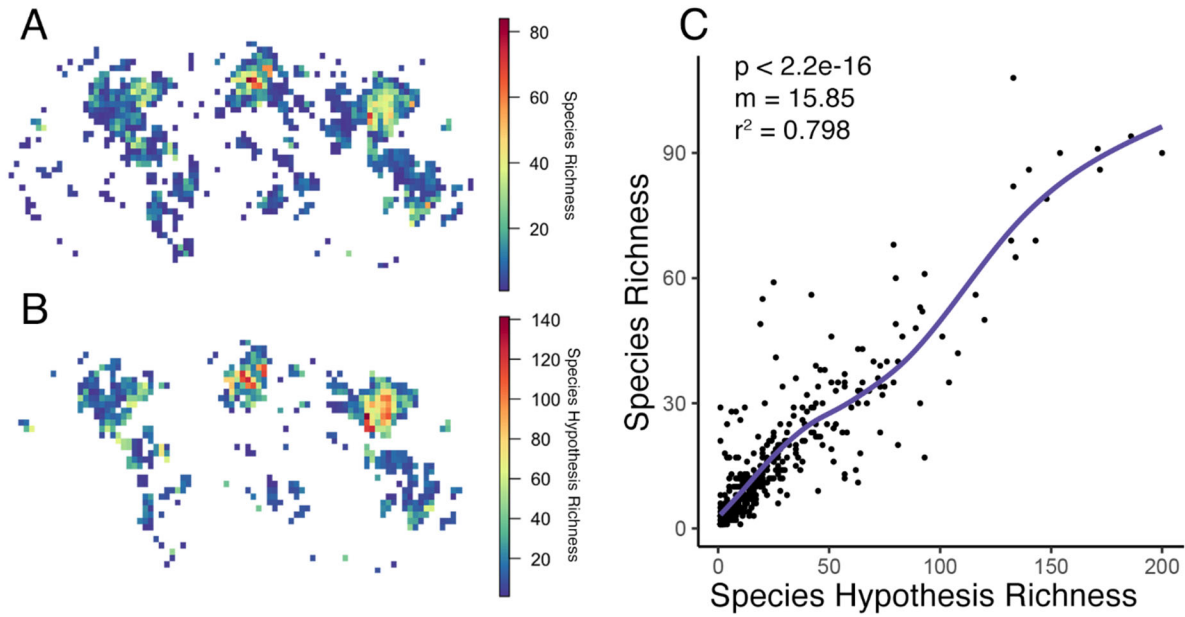 A
80
60
40
20
Species Richness
B
140
120
100
80
60
40
20
Species Hypothesis Richness
C
p < 2.2e-16
m = 15.85
r² = 0.798
90
60
30
0
Species Richness
0 50 100 150 200
Species Hypothesis Richness